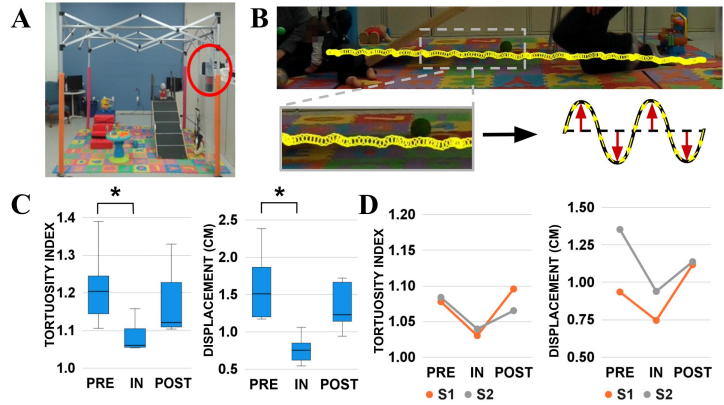 A
B
C
*
TORTUOSITY INDEX
1.4
1.3
1.2
1.1
1.0
PRE IN POST
*
DISPLACEMENT (CM)
2.5
2.0
1.5
1.0
0.5
PRE IN POST
D
TORTUOSITY INDEX
1.20
1.15
1.10
1.05
1.00
PRE IN POST
S1 S2
DISPLACEMENT (CM)
1.50
1.25
1.00
0.75
0.50
PRE IN POST
S1 S2